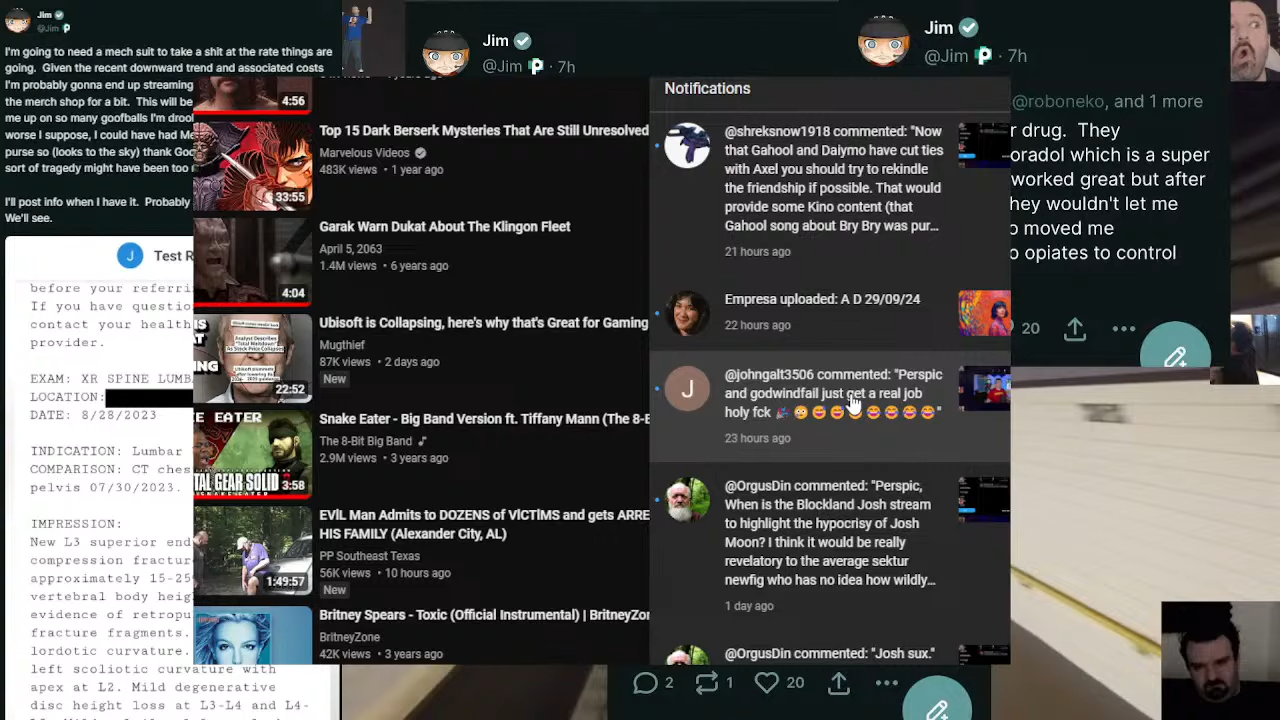 Jim
@Jim
I'm going to need a mech suit to take a shit at the rate things are
going. Given the recent downward trend and associated costs
I'm probably gonna end up streaming
the merch shop for a bit. This will be
me up on so many goofballs I'm droo
worse I suppose, I could have had Me
purse so (looks to the sky) thank God
sort of tragedy might have been too
I'll post info when I have it. Probably
We'll see.
J
Test R
before your referri
If you have questio
contact your health
provider.
EXAM: XR SPINE LUMB
LOCATION:
DATE: 8/28/2023
INDICATION: Lumbar
COMPARISON: CT ches
pelvis 07/30/2023.
IMPRESSION:
New L3 superior end
compression fractur
approximately 15-25
vertebral body heig
evidence of retropu
fracture fragments.
lordotic curvature.
left scoliotic curvature with
apex at L2. Mild degenerative
disc height loss at L3-L4 and L4-
Jim
@Jim
· 7h
Jim
@Jim
· 7h
@roboneko, and 1 more
r drug. They
oradol which is a super
worked great but after
hey wouldn't let me
o moved me
o opiates to control
20
4:56
Top 15 Dark Berserk Mysteries That Are Still Unresolved
Marvelous Videos
483K views • 1 year ago
33:55
Garak Warn Dukat About The Klingon Fleet
April 5, 2063
1.4M views • 6 years ago
4:04
Ubisoft is Collapsing, here's why that's Great for Gaming
Mugthief
87K views • 2 days ago
New
22:52
Snake Eater - Big Band Version ft. Tiffany Mann (The 8-B
The 8-Bit Big Band
2.9M views • 3 years ago
EATER
TAL GEAR SOLID
3:58
EVIL Man Admits to DOZENS of VICTIMS and gets ARRE
HIS FAMILY (Alexander City, AL)
PP Southeast Texas
56K views • 10 hours ago
New
1:49:57
Britney Spears - Toxic (Official Instrumental) | BritneyZon
BritneyZone
42K views • 3 years ago
Notifications
@shreksnow1918 commented: "Now
that Gahool and Daiymo have cut ties
with Axel you should try to rekindle
the friendship if possible. That would
provide some Kino content (that
Gahool song about Bry Bry was pur...
21 hours ago
Empresa uploaded: A D 29/09/24
22 hours ago
J
@johngalt3506 commented: "Perspic
and godwindfail just get a real job
holy fck 🎉😳😅😅😅😂😂😂😅"
23 hours ago
@OrgusDin commented: "Perspic,
When is the Blockland Josh stream
to highlight the hypocrisy of Josh
Moon? I think it would be really
revelatory to the average sektur
newfig who has no idea how wildly...
1 day ago
@OrgusDin commented: "Josh sux."
2
1
20